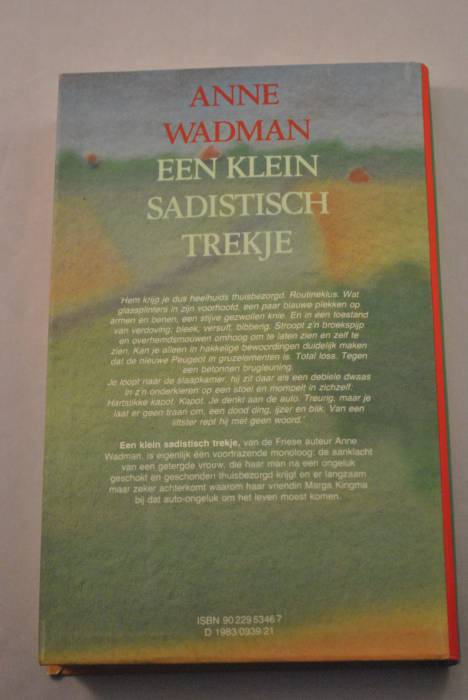 ANNE
WADMAN
EEN KLEIN
SADISTISCH
TREKJE
'Hem krijg je dus heelhuids thuisbezorgd. Routineklus. Wat
glassplinters in zijn voorhoofd, een paar blauwe plekken op
armen en benen, een stijve gezwollen knie. En in een toestand
van verdoving: bleek, versuft, bibberig. Stroopt z'n broekspijp
en overhemdsmouwen omhoog om te laten zien en zelf te
zien. Kan je alleen in hakkelige bewoordingen duidelijk maken
dat de nieuwe Peugeot in gruzelementen is. Total loss. Tegen
een betonnen brugleuning.
Je loopt naar de slaapkamer, hij zit daar als een debiele dwaas
in z'n onderkleren op een stoel en mompelt in zichzelf.
Hartstikke kapot. Kapot. Je denkt aan de auto. Treurig, maar je
laat er geen traan om, een dood ding, ijzer en blik. Van een
liftster rept hij met geen woord.'
Een klein sadistisch trekje, van de Friese auteur Anne
Wadman, is eigenlijk één voortrazende monoloog: de aanklacht
van een getergde vrouw, die haar man na een ongeluk
geschokt en geschonden thuisbezorgd krijgt en er langzaam
maar zeker achterkomt waarom haar vriendin Marga Kingma
bij dat auto-ongeluk om het leven moest komen.
ISBN 90 229 5346 7
D 1983/0939/21